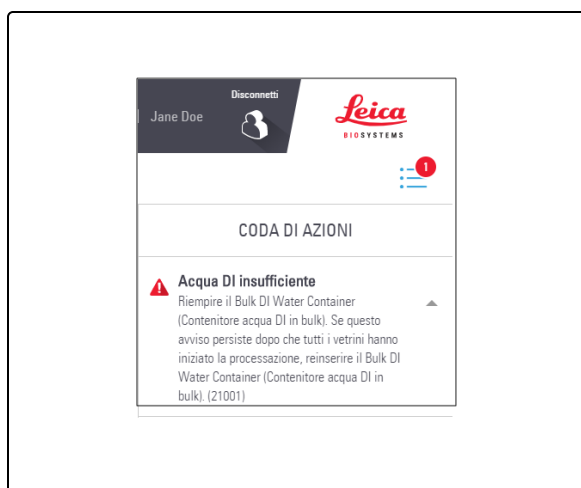 Disconnetti
Jane Doe
Leica
BIOSYSTEMS
1
CODA DI AZIONI
Acqua DI insufficiente
Riempire il Bulk DI Water Container
(Contenitore acqua DI in bulk). Se questo
avviso persiste dopo che tutti i vetrini hanno
iniziato la processazione, reinserire il Bulk DI
Water Container (Contenitore acqua DI in
bulk). (21001)